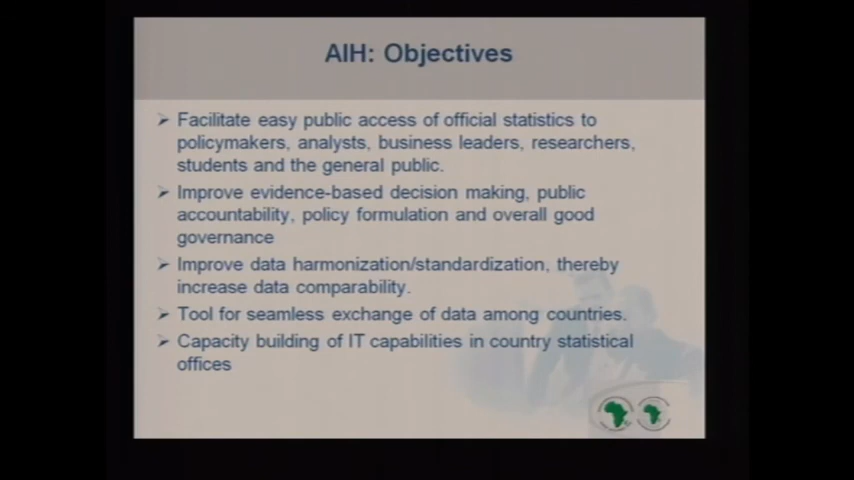 AIH: Objectives
➢ Facilitate easy public access of official statistics to
policymakers, analysts, business leaders, researchers,
students and the general public.
➢ Improve evidence-based decision making, public
accountability, policy formulation and overall good
governance
➢ Improve data harmonization/standardization, thereby
increase data comparability.
➢ Tool for seamless exchange of data among countries.
➢ Capacity building of IT capabilities in country statistical
offices